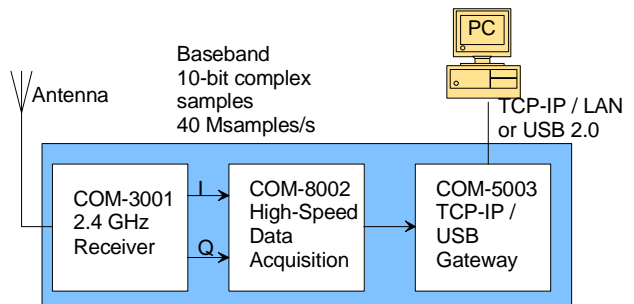 PC
Baseband
10-bit complex
samples
40 Msamples/s
Antenna
TCP-IP / LAN
or USB 2.0
COM-3001
2.4 GHz
Receiver
I
Q
COM-8002
High-Speed
Data
Acquisition
COM-5003
TCP-IP /
USB
Gateway